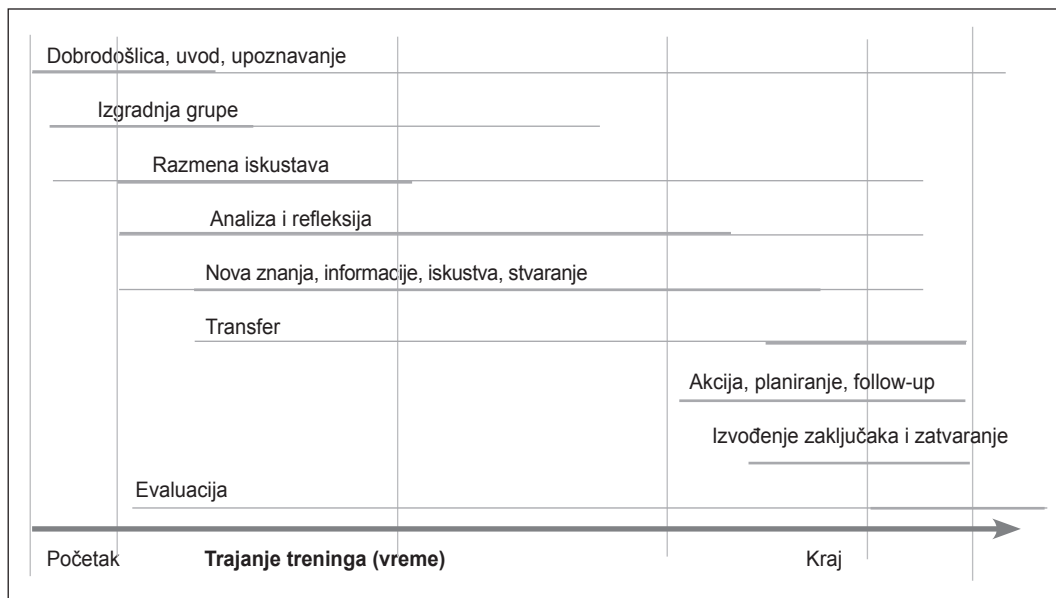 Dobrodošlica, uvod, upoznavanje
Izgradnja grupe
Razmena iskustava
Analiza i refleksija
Nova znanja, informacije, iskustva, stvaranje
Transfer
Akcija, planiranje, follow-up
Izvođenje zaključaka i zatvaranje
Evaluacija
Početak Trajanje treninga (vreme) Kraj